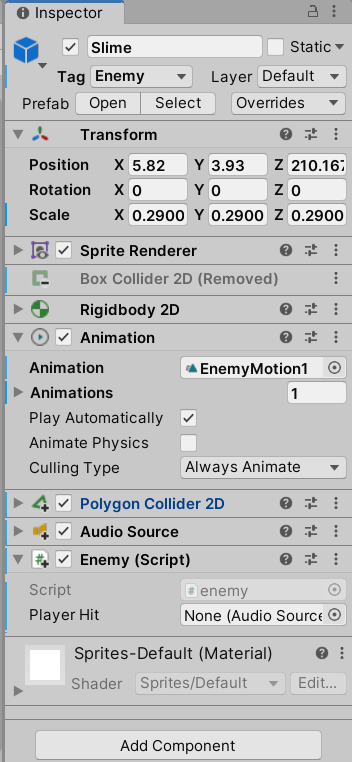 Inspector
Slime Static
Tag Enemy Layer Default
Prefab Open Select Overrides
Transform
Position X 5.82 Y 3.93 Z 210.167
Rotation X 0 Y 0 Z 0
Scale X 0.2900 Y 0.2900 Z 0.2900
Sprite Renderer
Box Collider 2D (Removed)
Rigidbody 2D
Animation
Animation EnemyMotion1
Animations 1
Play Automatically
Animate Physics
Culling Type Always Animate
Polygon Collider 2D
Audio Source
Enemy (Script)
Script # enemy
Player Hit None (Audio Source
Sprites-Default (Material)
Shader Sprites/Default Edit...
Add Component